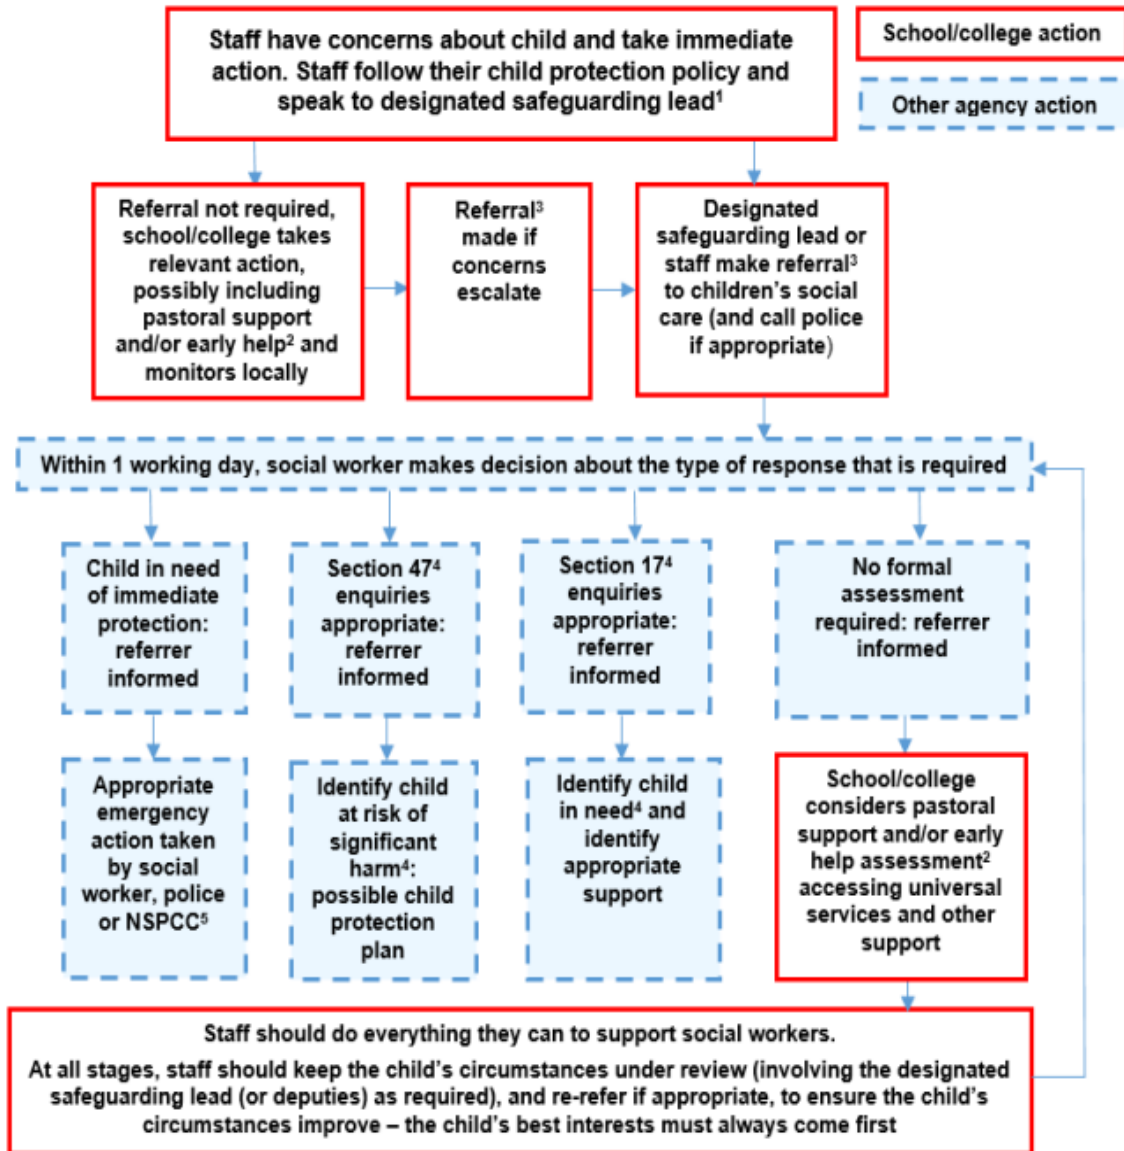 Staff have concerns about child and take immediate
action. Staff follow their child protection policy and
speak to designated safeguarding lead¹
School/college action
Other agency action
Referral not required,
school/college takes
relevant action,
possibly including
pastoral support
and/or early help² and
monitors locally
Referral³
made if
concerns
escalate
Designated
safeguarding lead or
staff make referral³
to children’s social
care (and call police
if appropriate)
Within 1 working day, social worker makes decision about the type of response that is required
Child in need
of immediate
protection:
referrer
informed
Section 47⁴
enquiries
appropriate:
referrer
informed
Section 17⁴
enquiries
appropriate:
referrer
informed
No formal
assessment
required: referrer
informed
Appropriate
emergency
action taken
by social
worker, police
or NSPCC⁵
Identify child
at risk of
significant
harm⁴:
possible child
protection
plan
Identify child
in need⁴ and
identify
appropriate
support
School/college
considers pastoral
support and/or early
help assessment²
accessing universal
services and other
support
Staff should do everything they can to support social workers.
At all stages, staff should keep the child’s circumstances under review (involving the designated
safeguarding lead (or deputies) as required), and re-refer if appropriate, to ensure the child’s
circumstances improve – the child’s best interests must always come first